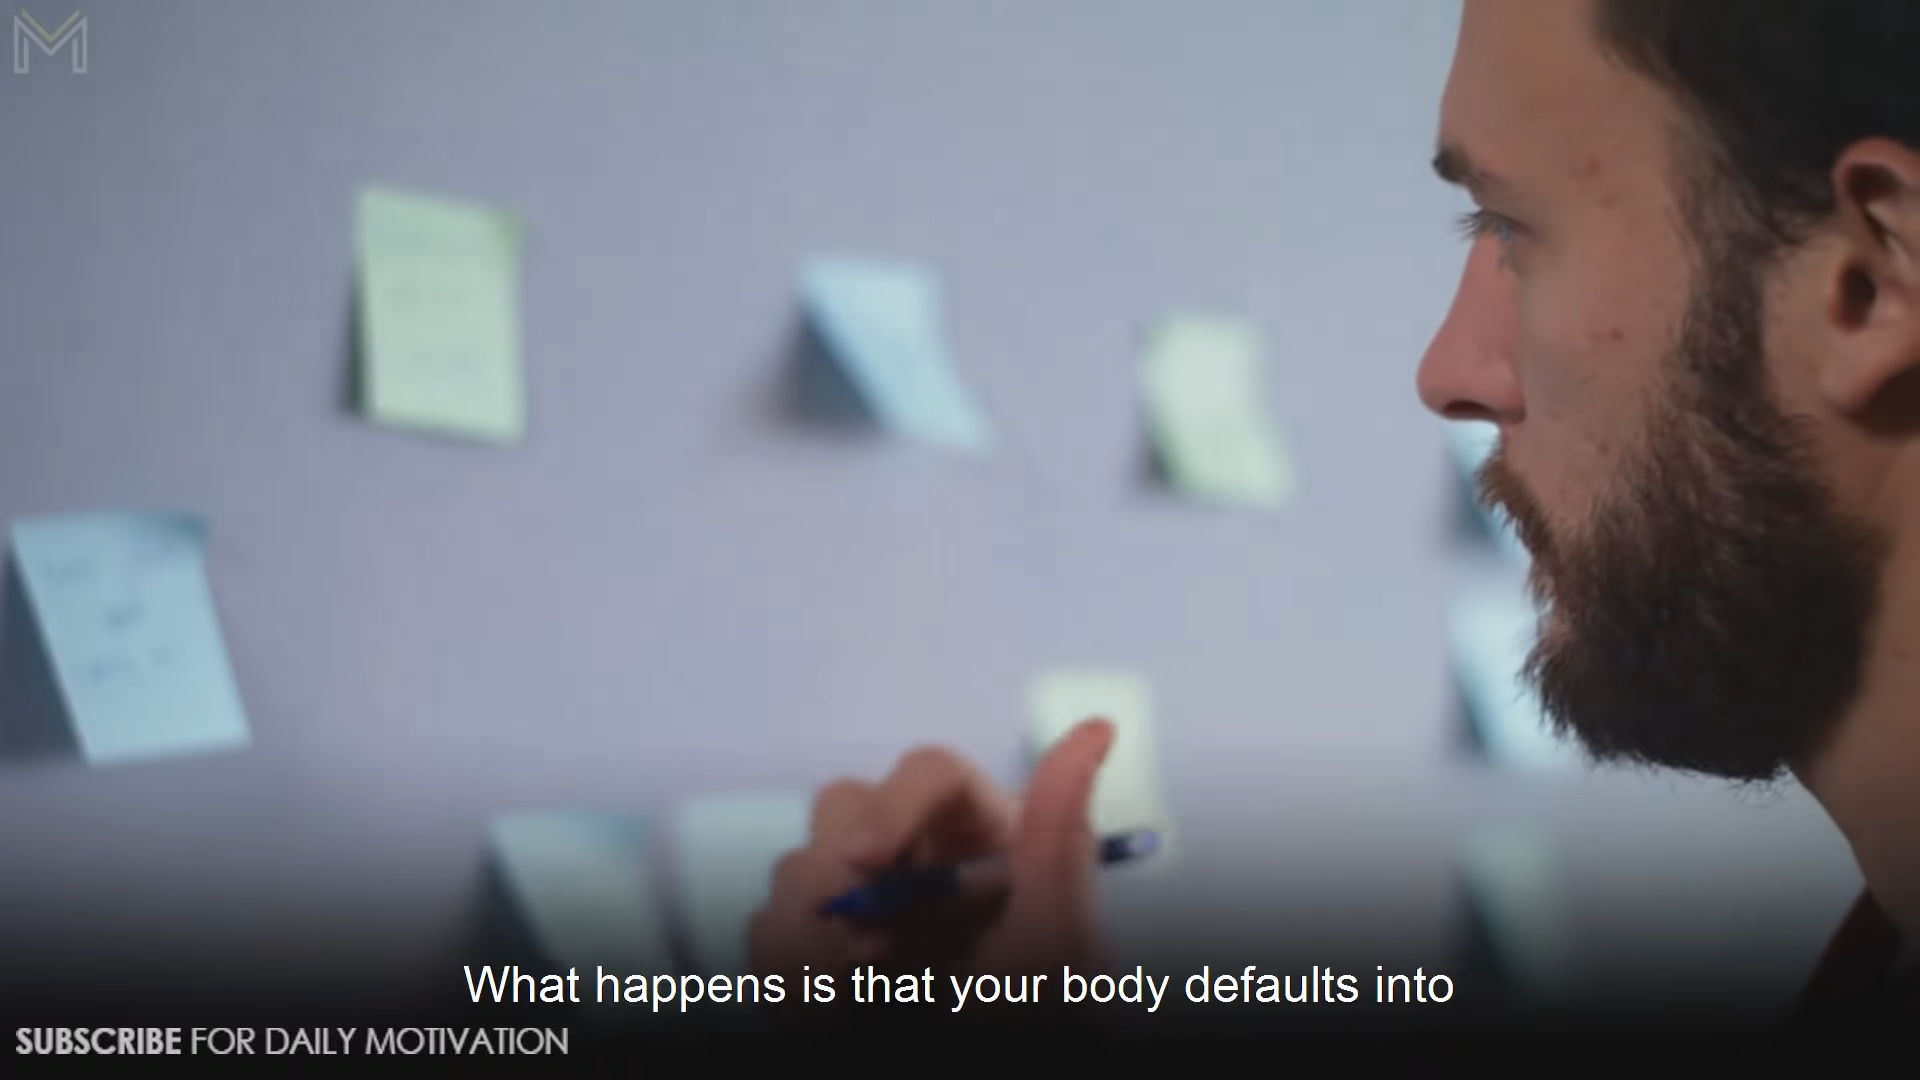 What happens is that your body defaults into
SUBSCRIBE FOR DAILY MOTIVATION